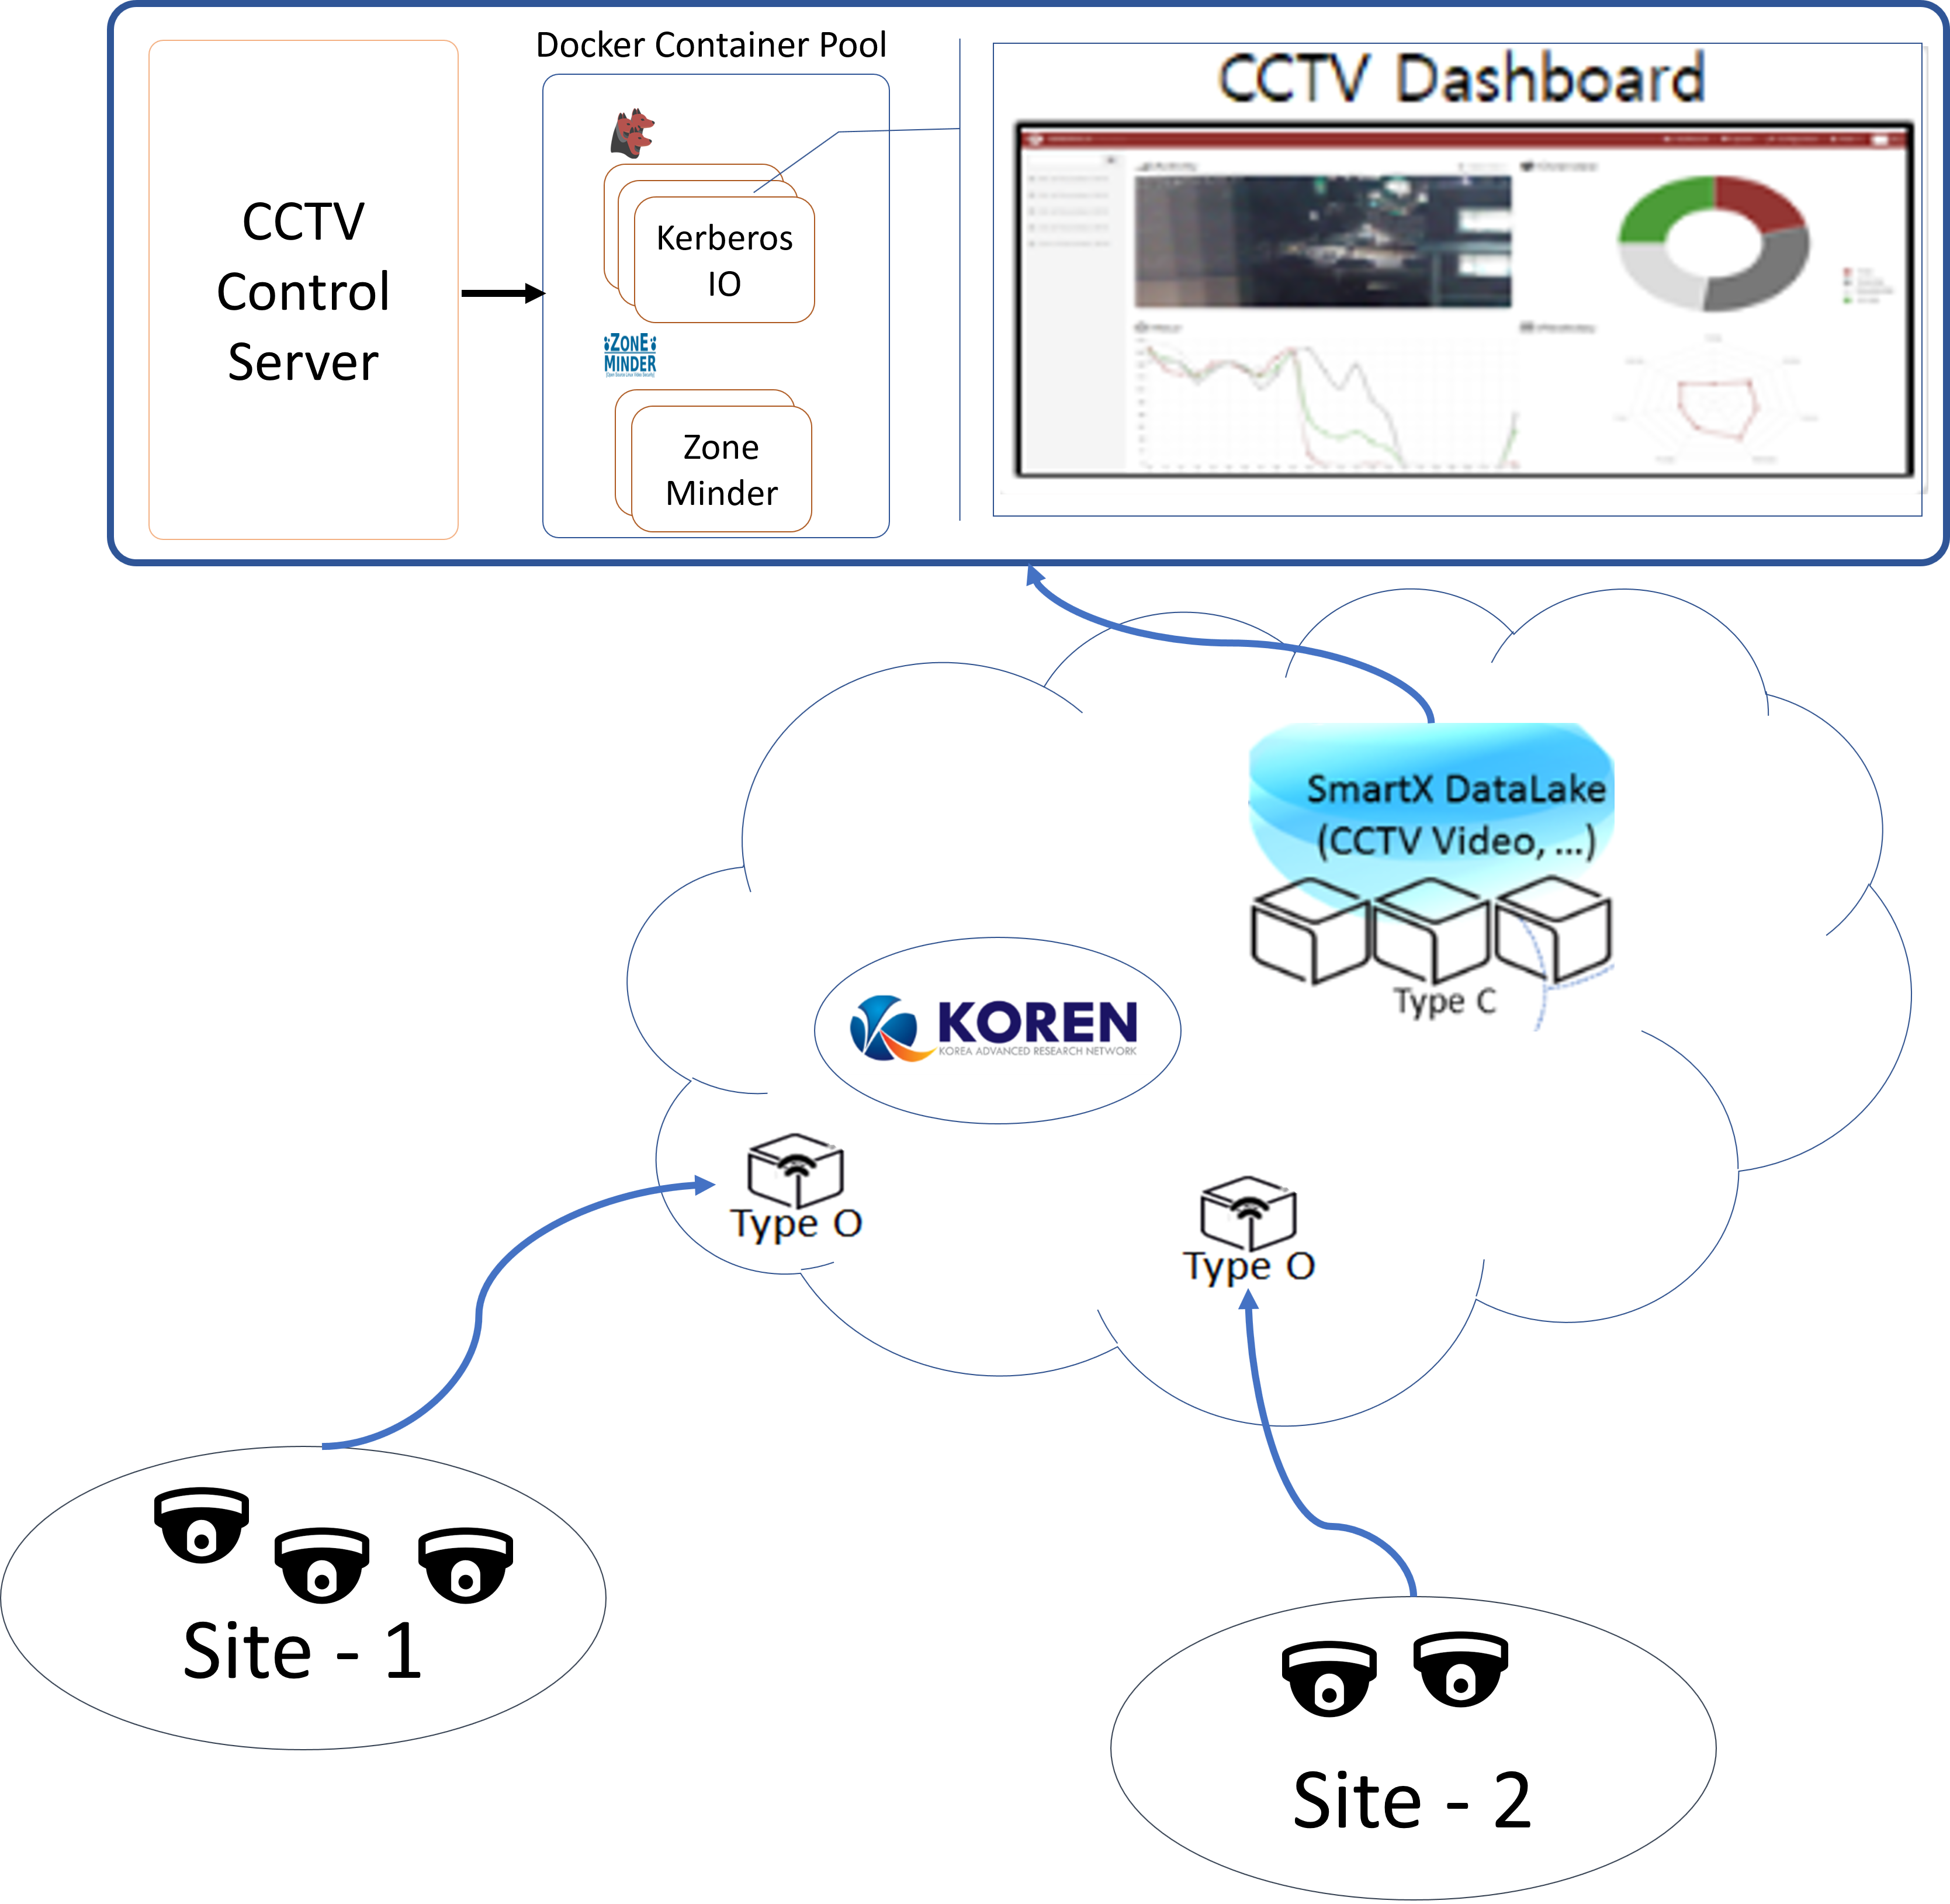 Docker Container Pool
CCTV
Control
Server
Kerberos
IO
ZONE
MINDER
Zone
Minder
CCTV Dashboard
SmartX DataLake
(CCTV Video, ...)
Type C
KOREN
KOREA ADVANCED RESEARCH NETWORK
Type O
Type O
Site - 1
Site - 2